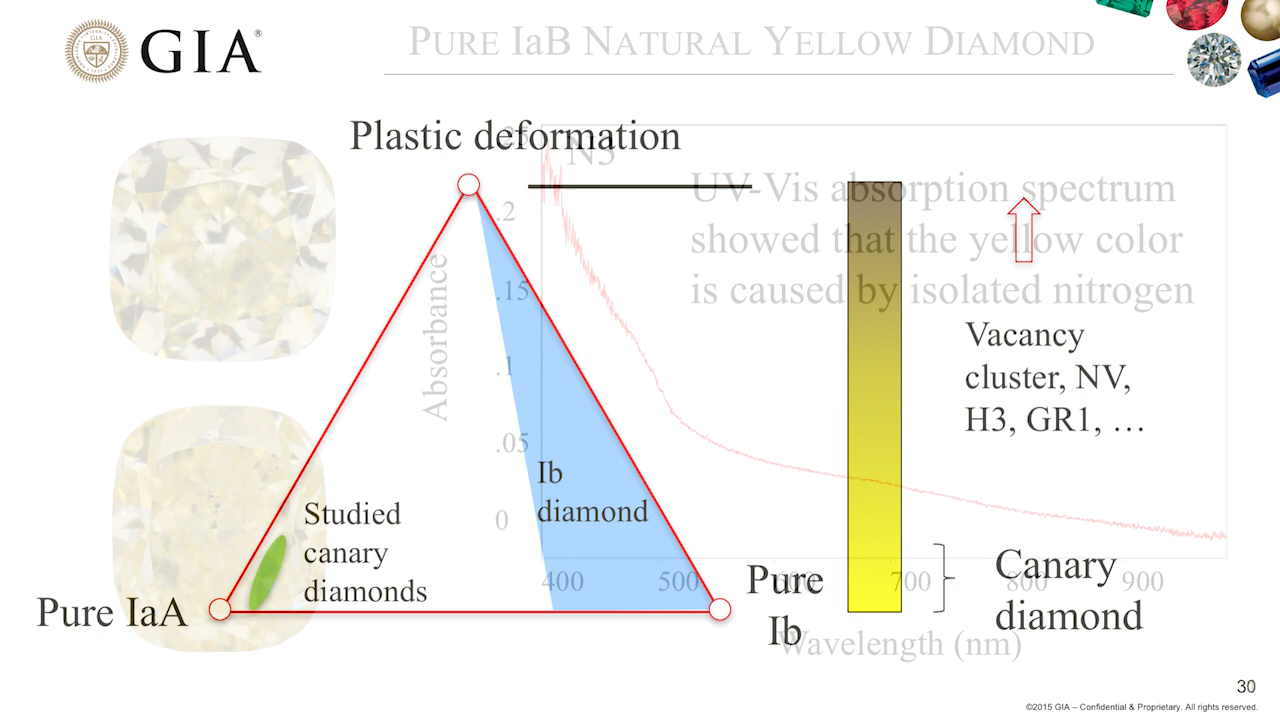 GIA®
PURE IaB NATURAL YELLOW DIAMOND
Plastic deformation
.25
N3
UV-Vis absorption spectrum
showed that the yellow color
is caused by isolated nitrogen
.2
.15
.1
.05
0
Absorbance
Vacancy
cluster, NV,
H3, GR1, …
Ib
diamond
Studied
canary
diamonds
Pure IaA
Pure
Ib
Canary
diamond
400 500 600 700 800 900
Wavelength (nm)
30
©2015 GIA – Confidential & Proprietary. All rights reserved.